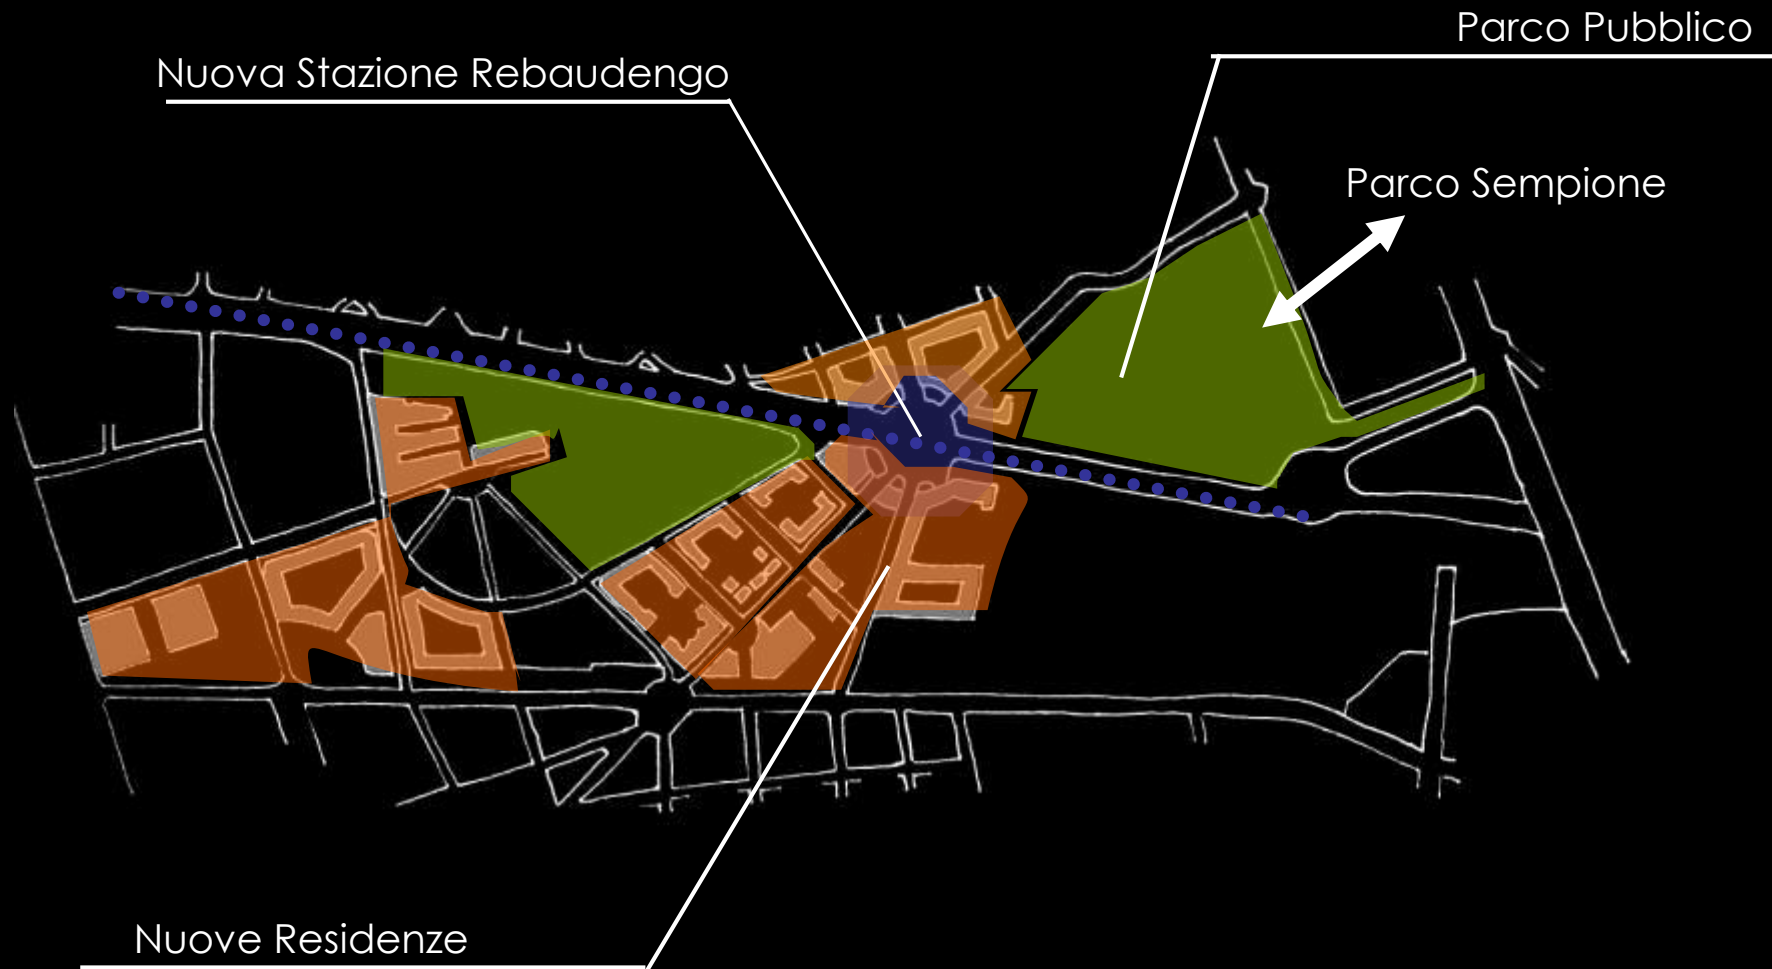 Parco Pubblico
Nuova Stazione Rebaudengo
Parco Sempione
Nuove Residenze